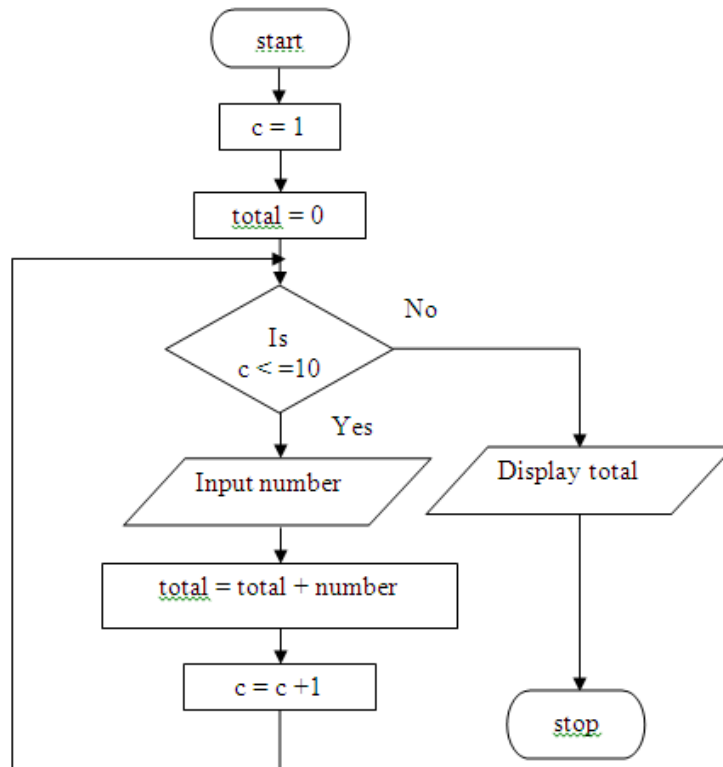 start
c = 1
total = 0
Is
c < =10
No
Yes
Input number
Display total
total = total + number
c = c +1
stop